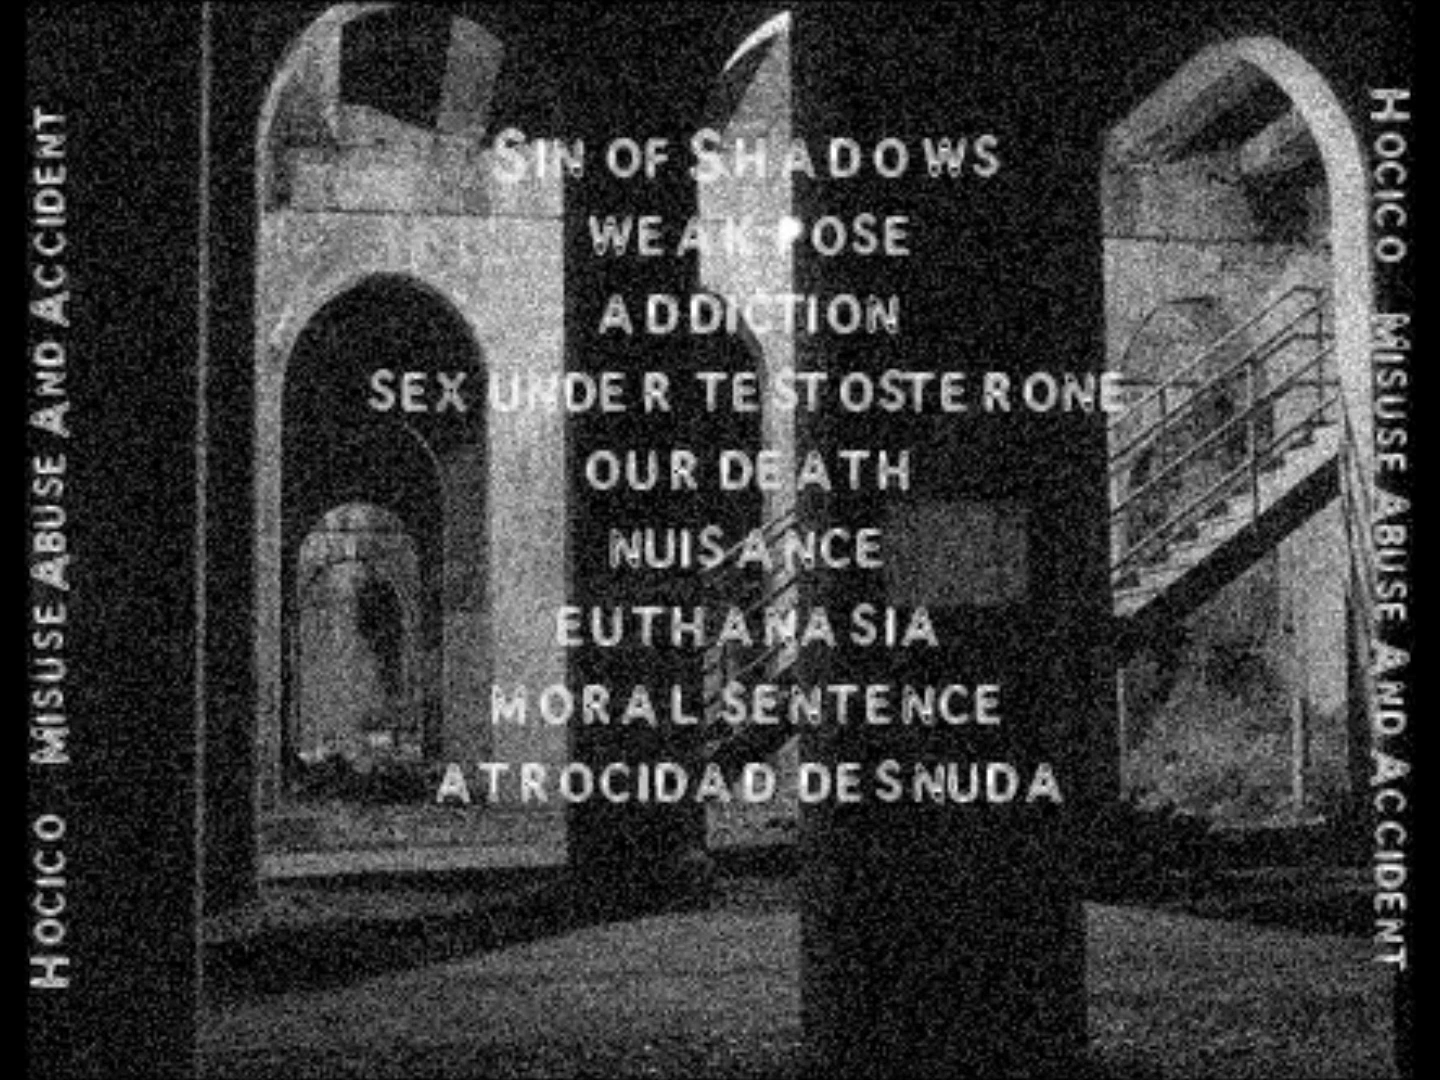 Hocico Misuse Abuse And Accident
Sin of Shadows
WEAK POSE
ADDICTION
SEX UNDER TESTOSTERONE
OUR DEATH
NUISANCE
EUTHANASIA
MORAL SENTENCE
ATROCIDAD DESNUDA
Hocico Misuse Abuse And Accident